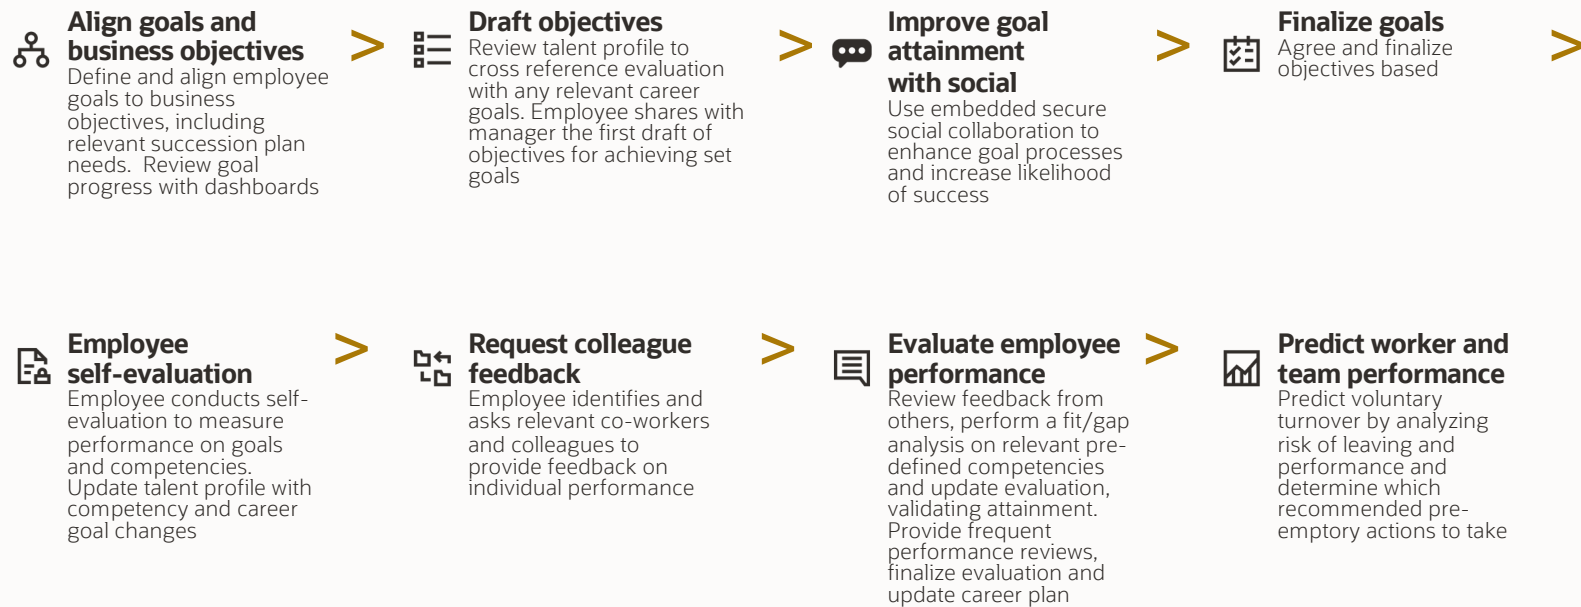 Align goals and
business objectives
Define and align employee
goals to business
objectives, including
relevant succession plan
needs.  Review goal
progress with dashboards
>
Draft objectives
Review talent profile to
cross reference evaluation
with any relevant career
goals. Employee shares with
manager the first draft of
objectives for achieving set
goals
>
Improve goal
attainment
with social
Use embedded secure
social collaboration to
enhance goal processes
and increase likelihood
of success
>
Finalize goals
Agree and finalize
objectives based
>
Employee
self-evaluation
Employee conducts self-
evaluation to measure
performance on goals
and competencies.
Update talent profile with
competency and career
goal changes
>
Request colleague
feedback
Employee identifies and
asks relevant co-workers
and colleagues to
provide feedback on
individual performance
>
Evaluate employee
performance
Review feedback from
others, perform a fit/gap
analysis on relevant pre-
defined competencies
and update evaluation,
validating attainment.
Provide frequent
performance reviews,
finalize evaluation and
update career plan
>
Predict worker and
team performance
Predict voluntary
turnover by analyzing
risk of leaving and
performance and
determine which
recommended pre-
emptory actions to take